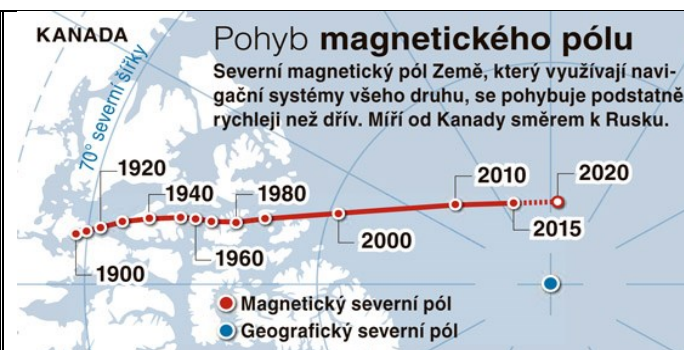 KANADA
Pohyb magnetického pólu
Severní magnetický pól Země, který využívají navi-
gační systémy všeho druhu, se pohybuje podstatně
rychleji než dřív. Míří od Kanady směrem k Rusku.
70° severní šířky
1920
1940
1980
2010
2020
1900
1960
2000
2015
Magnetický severní pól
Geografický severní pól